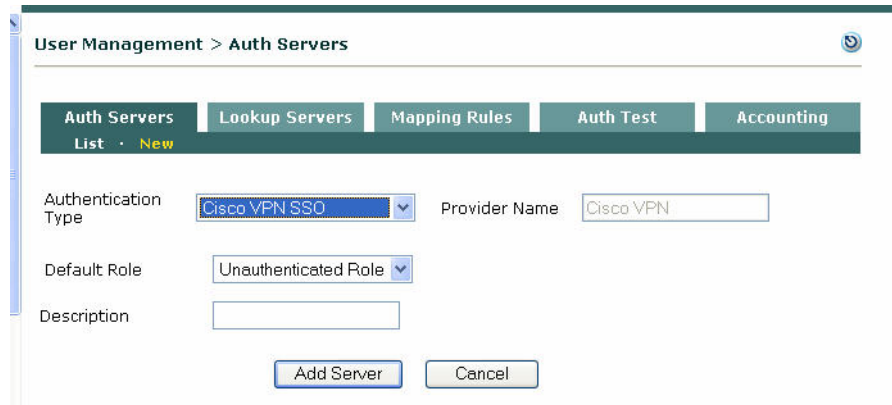 User Management > Auth Servers
Auth Servers Lookup Servers Mapping Rules Auth Test Accounting
List · New
Authentication Type Cisco VPN SSO Provider Name Cisco VPN
Default Role Unauthenticated Role
Description
Add Server Cancel